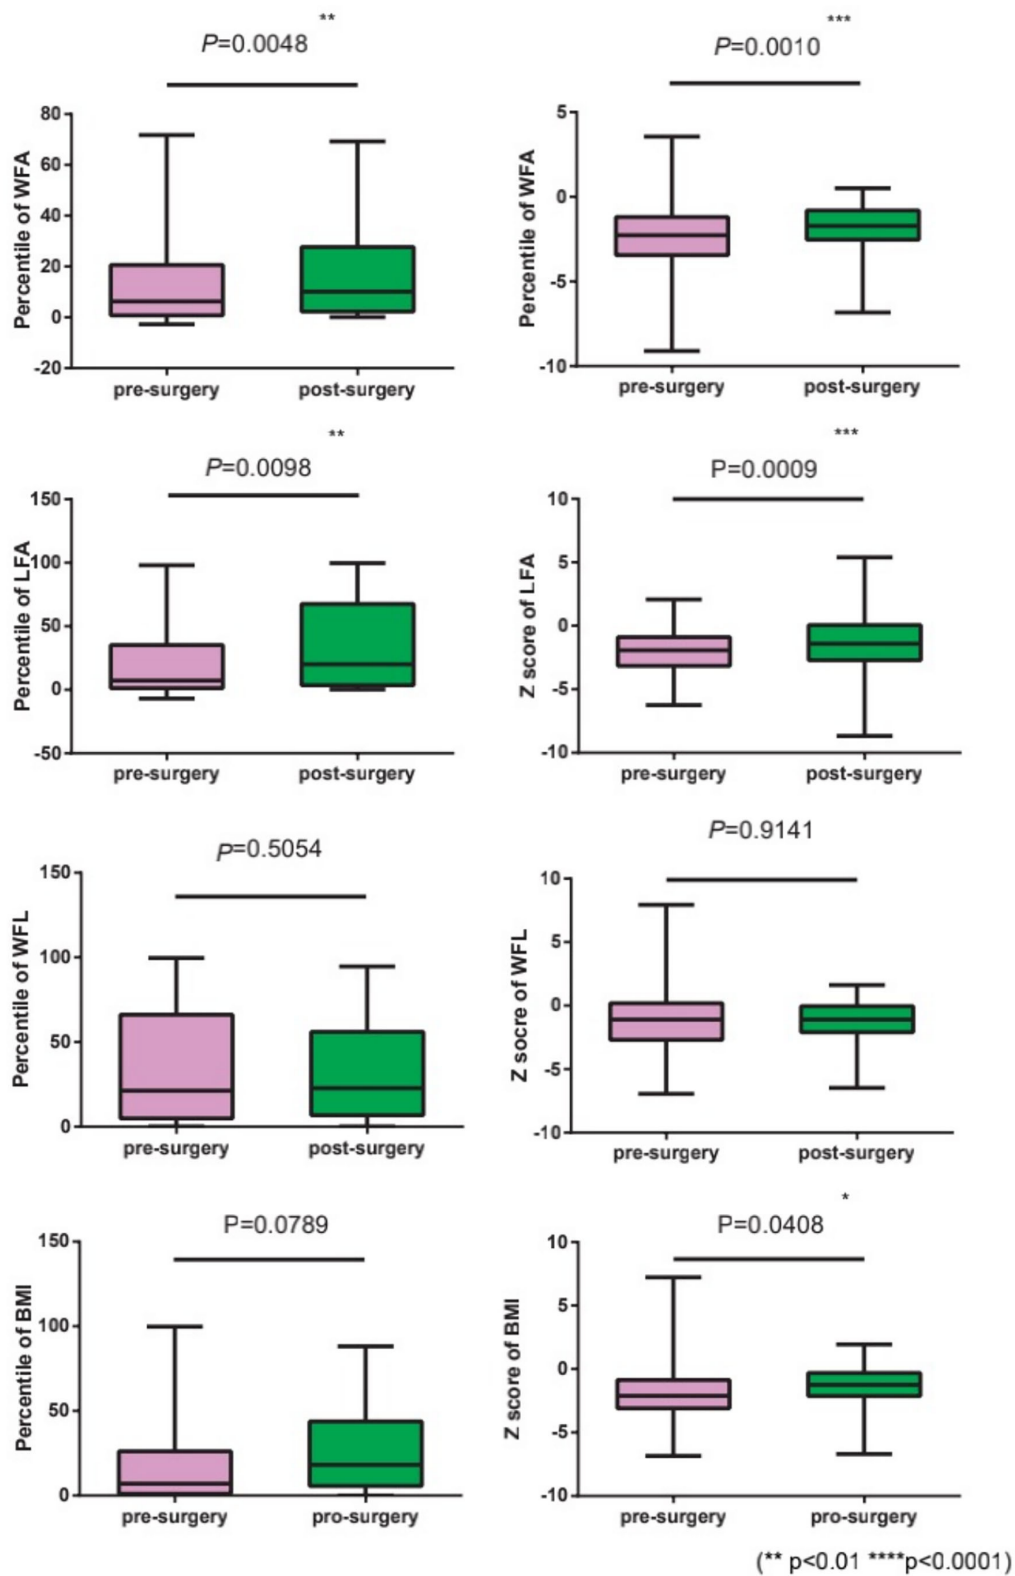 **
P=0.0048
Percentile of WFA
80
60
40
20
0
-20
pre-surgery
post-surgery
***
P=0.0010
Percentile of WFA
5
0
-5
-10
pre-surgery
post-surgery
**
P=0.0098
Percentile of LFA
150
100
50
0
-50
pre-surgery
post-surgery
***
P=0.0009
Z score of LFA
10
5
0
-5
-10
pre-surgery
post-surgery
P=0.5054
Percentile of WFL
150
100
50
0
pre-surgery
post-surgery
P=0.9141
Z socre of WFL
10
5
0
-5
-10
pre-surgery
post-surgery
P=0.0789
Percentile of BMI
150
100
50
0
pre-surgery
pro-surgery
*
P=0.0408
Z score of BMI
10
5
0
-5
-10
pre-surgery
pro-surgery
(** p<0.01 ****p<0.0001)